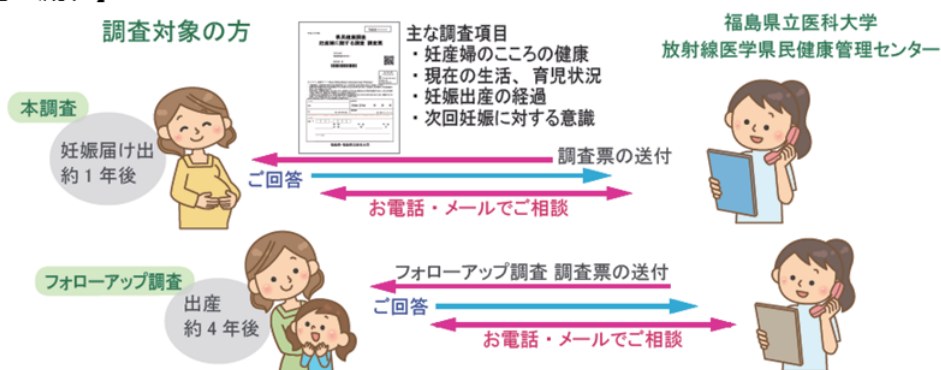 調査対象の方
主な調査項目
・妊産婦のこころの健康
・現在の生活、育児状況
・妊娠出産の経過
・次回妊娠に対する意識
福島県立医科大学
放射線医学県民健康管理センター
本調査
妊娠届け出
約1年後
調査票の送付
ご回答
お電話・メールでご相談
フォローアップ調査
出産
約4年後
フォローアップ調査 調査票の送付
ご回答
お電話・メールでご相談